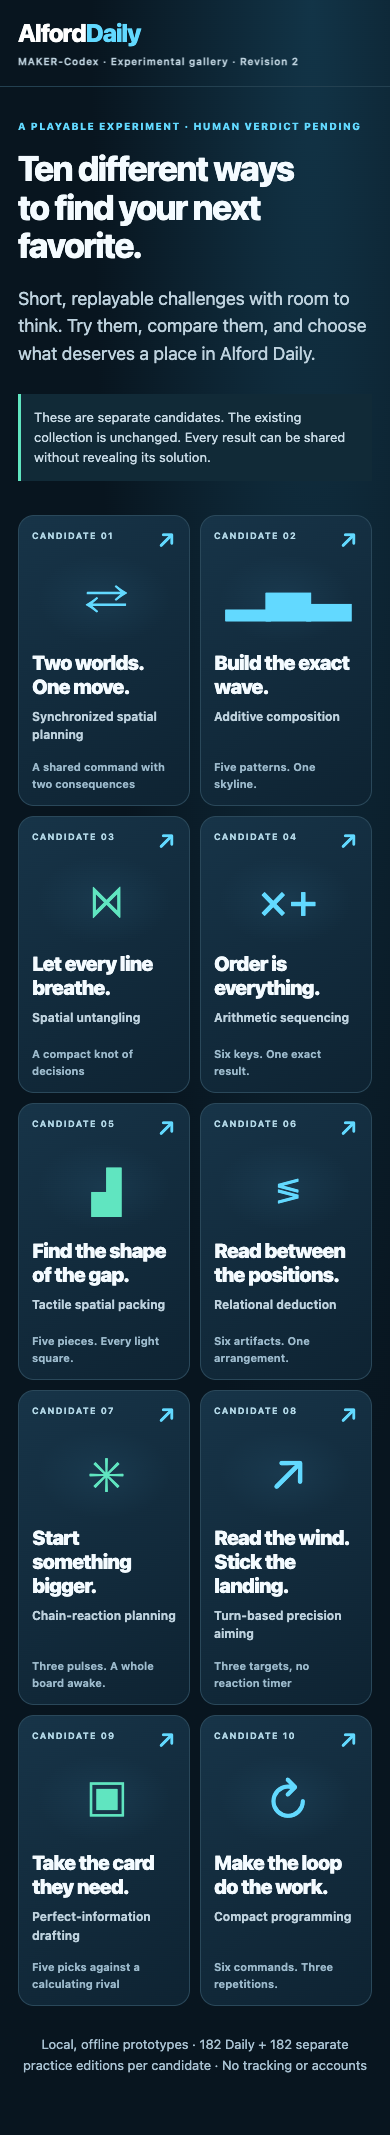 AlfordDaily
MAKER-Codex · Experimental gallery · Revision 2
A PLAYABLE EXPERIMENT · HUMAN VERDICT PENDING
Ten different ways
to find your next
favorite.
Short, replayable challenges with room to
think. Try them, compare them, and choose
what deserves a place in Alford Daily.
These are separate candidates. The existing
collection is unchanged. Every result can be shared
without revealing its solution.
CANDIDATE 01
Two worlds.
One move.
Synchronized spatial
planning
A shared command with
two consequences
CANDIDATE 02
Build the exact
wave.
Additive composition
Five patterns. One
skyline.
CANDIDATE 03
Let every line
breathe.
Spatial untangling
A compact knot of
decisions
CANDIDATE 04
×+
Order is
everything.
Arithmetic sequencing
Six keys. One exact
result.
CANDIDATE 05
Find the shape
of the gap.
Tactile spatial packing
Five pieces. Every light
square.
CANDIDATE 06
≶
Read between
the positions.
Relational deduction
Six artifacts. One
arrangement.
CANDIDATE 07
Start
something
bigger.
Chain-reaction planning
Three pulses. A whole
board awake.
CANDIDATE 08
Read the wind.
Stick the
landing.
Turn-based precision
aiming
Three targets, no
reaction timer
CANDIDATE 09
Take the card
they need.
Perfect-information
drafting
Five picks against a
calculating rival
CANDIDATE 10
Make the loop
do the work.
Compact programming
Six commands. Three
repetitions.
Local, offline prototypes · 182 Daily + 182 separate
practice editions per candidate · No tracking or accounts